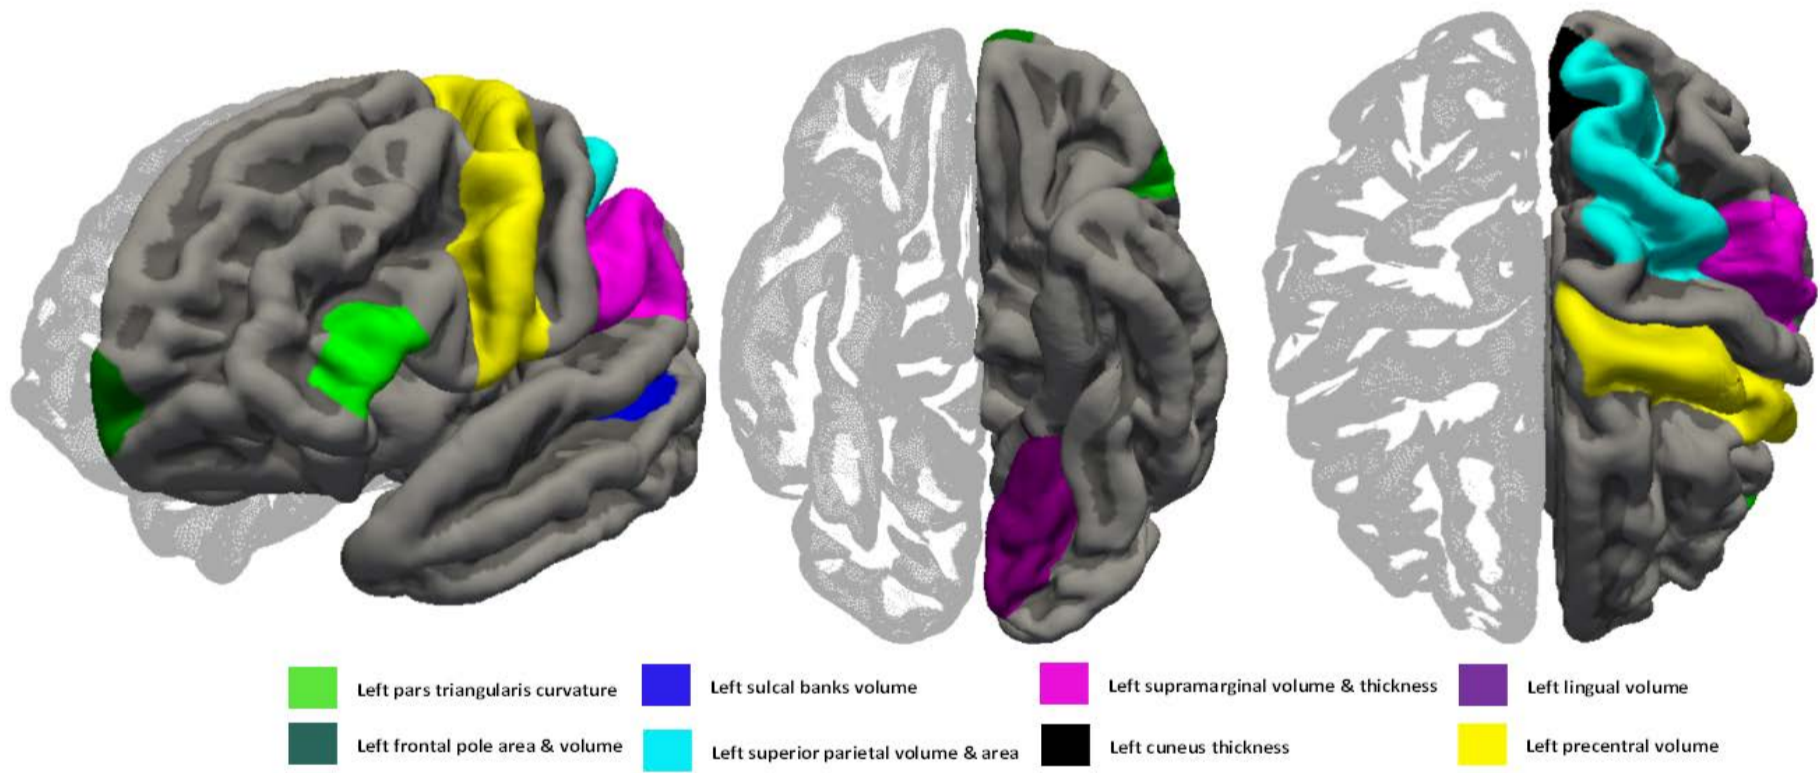 Left pars triangularis curvature
Left sulcal banks volume
Left supramarginal volume & thickness
Left lingual volume
Left frontal pole area & volume
Left superior parietal volume & area
Left cuneus thickness
Left precentral volume